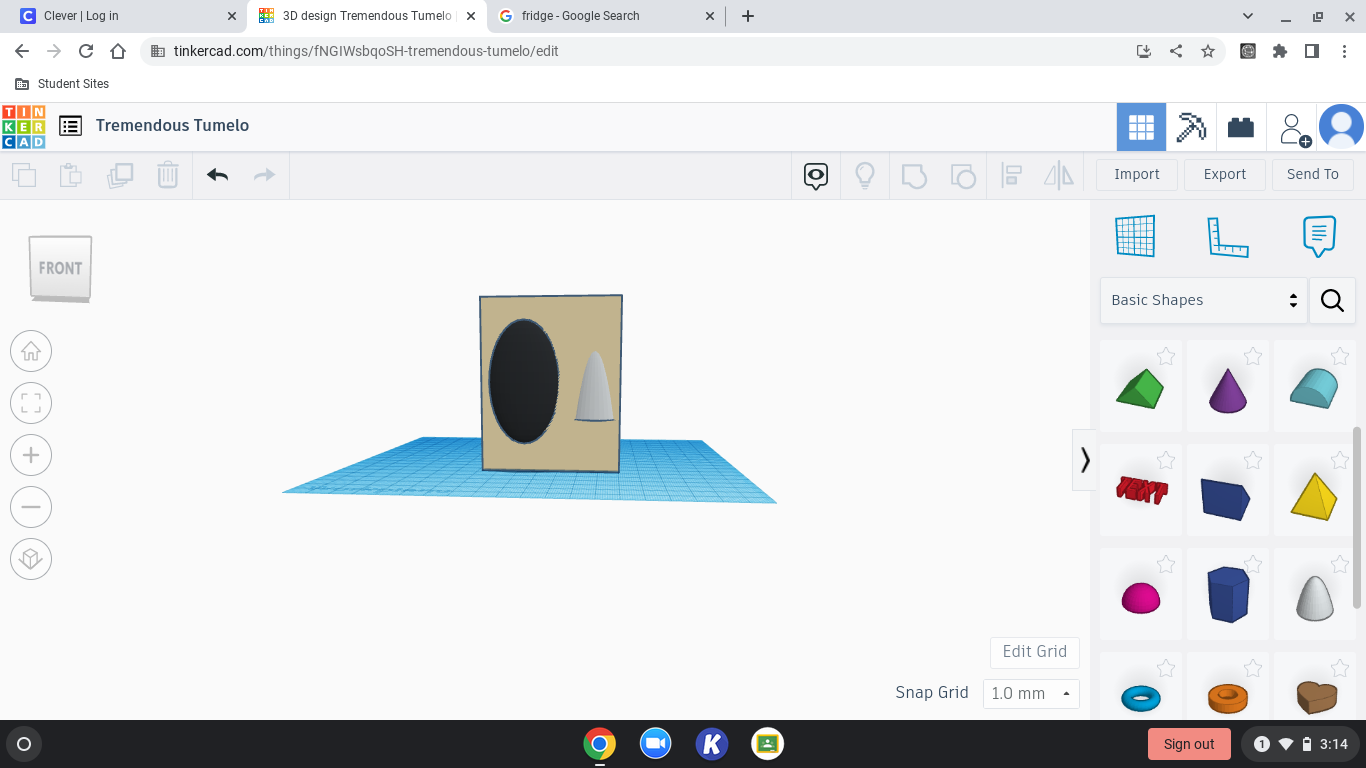 Clever | Log in
3D design Tremendous Tumelo
fridge - Google Search
tinkercad.com/things/fNGIWsbqoSH-tremendous-tumelo/edit
Student Sites
TIN
KER
CAD
Tremendous Tumelo
Import
Export
Send To
FRONT
Basic Shapes
TEXT
Edit Grid
Snap Grid
1.0 mm
Sign out
1
3:14